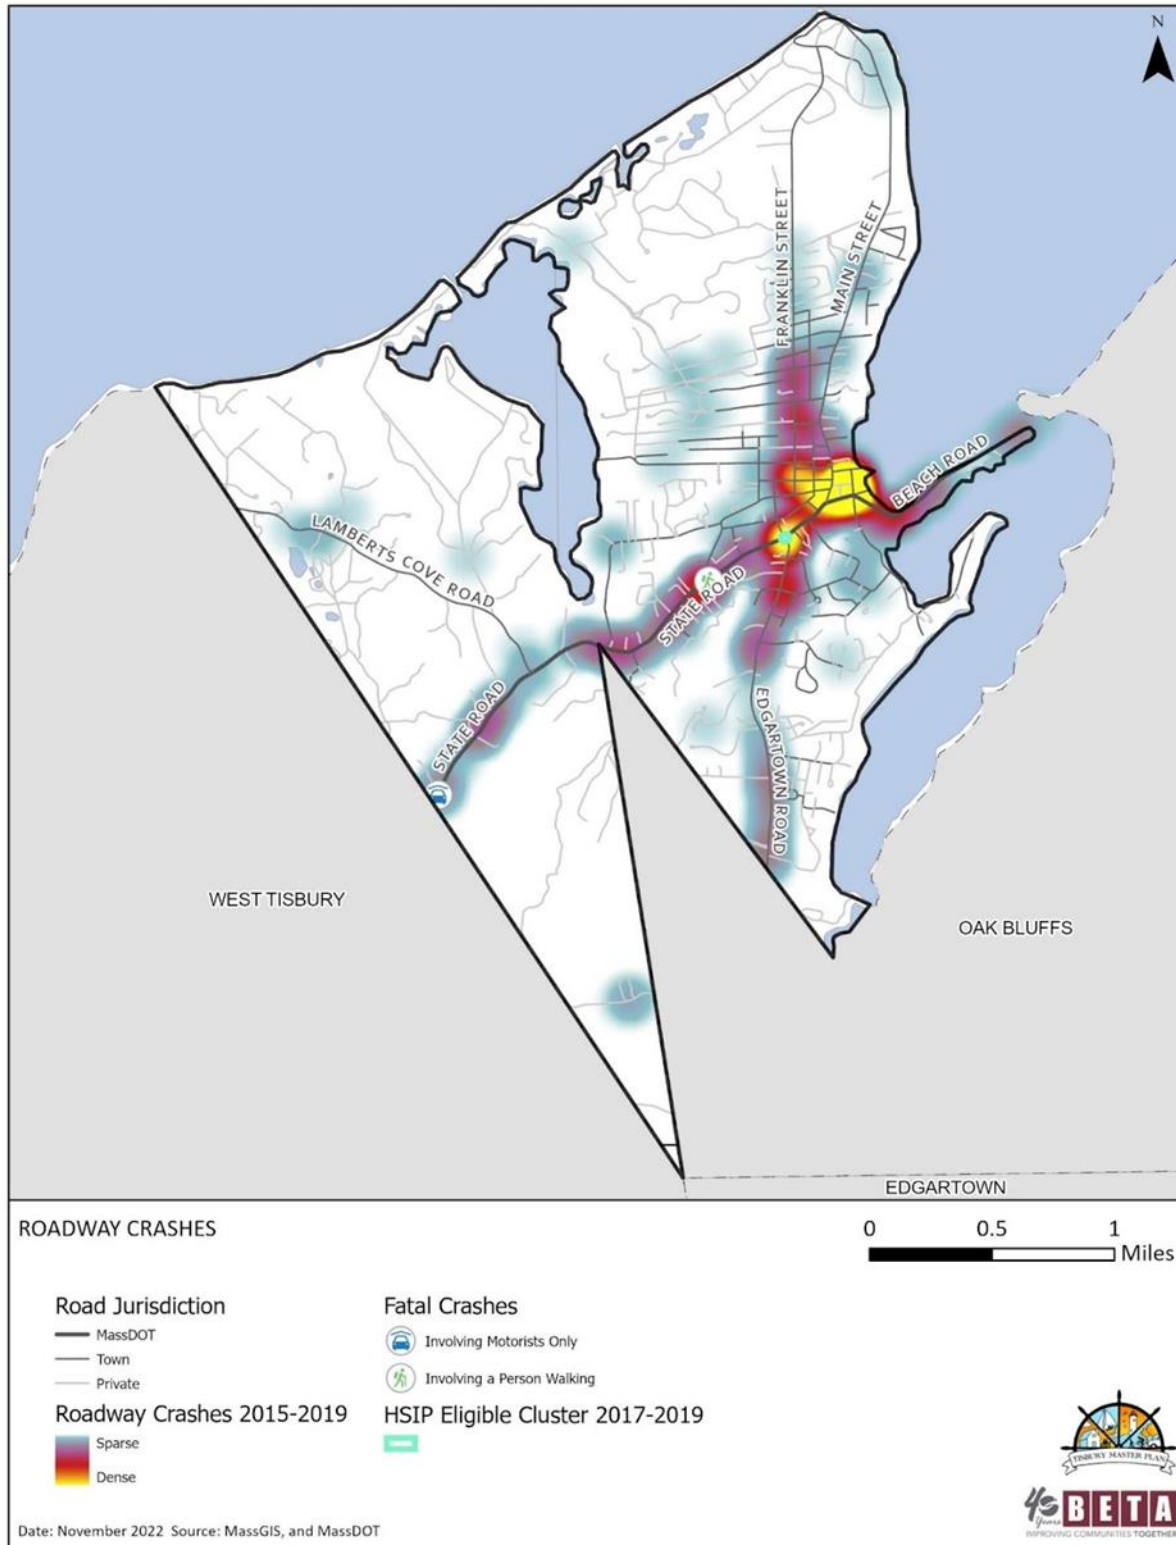 N
FRANKLIN STREET
MAIN STREET
BEACH ROAD
LAMBERTS COVE ROAD
STATE ROAD
STATE ROAD
EDGARTOWN ROAD
WEST TISBURY
OAK BLUFFS
EDGARTOWN
ROADWAY CRASHES
0 0.5 1
Miles
Road Jurisdiction
MassDOT
Town
Private
Roadway Crashes 2015-2019
Sparse
Dense
Fatal Crashes
Involving Motorists Only
Involving a Person Walking
HSIP Eligible Cluster 2017-2019
TISBURY MASTER PLAN
40 Years
BETA
IMPROVING COMMUNITIES TOGETHER
Date: November 2022 Source: MassGIS, and MassDOT